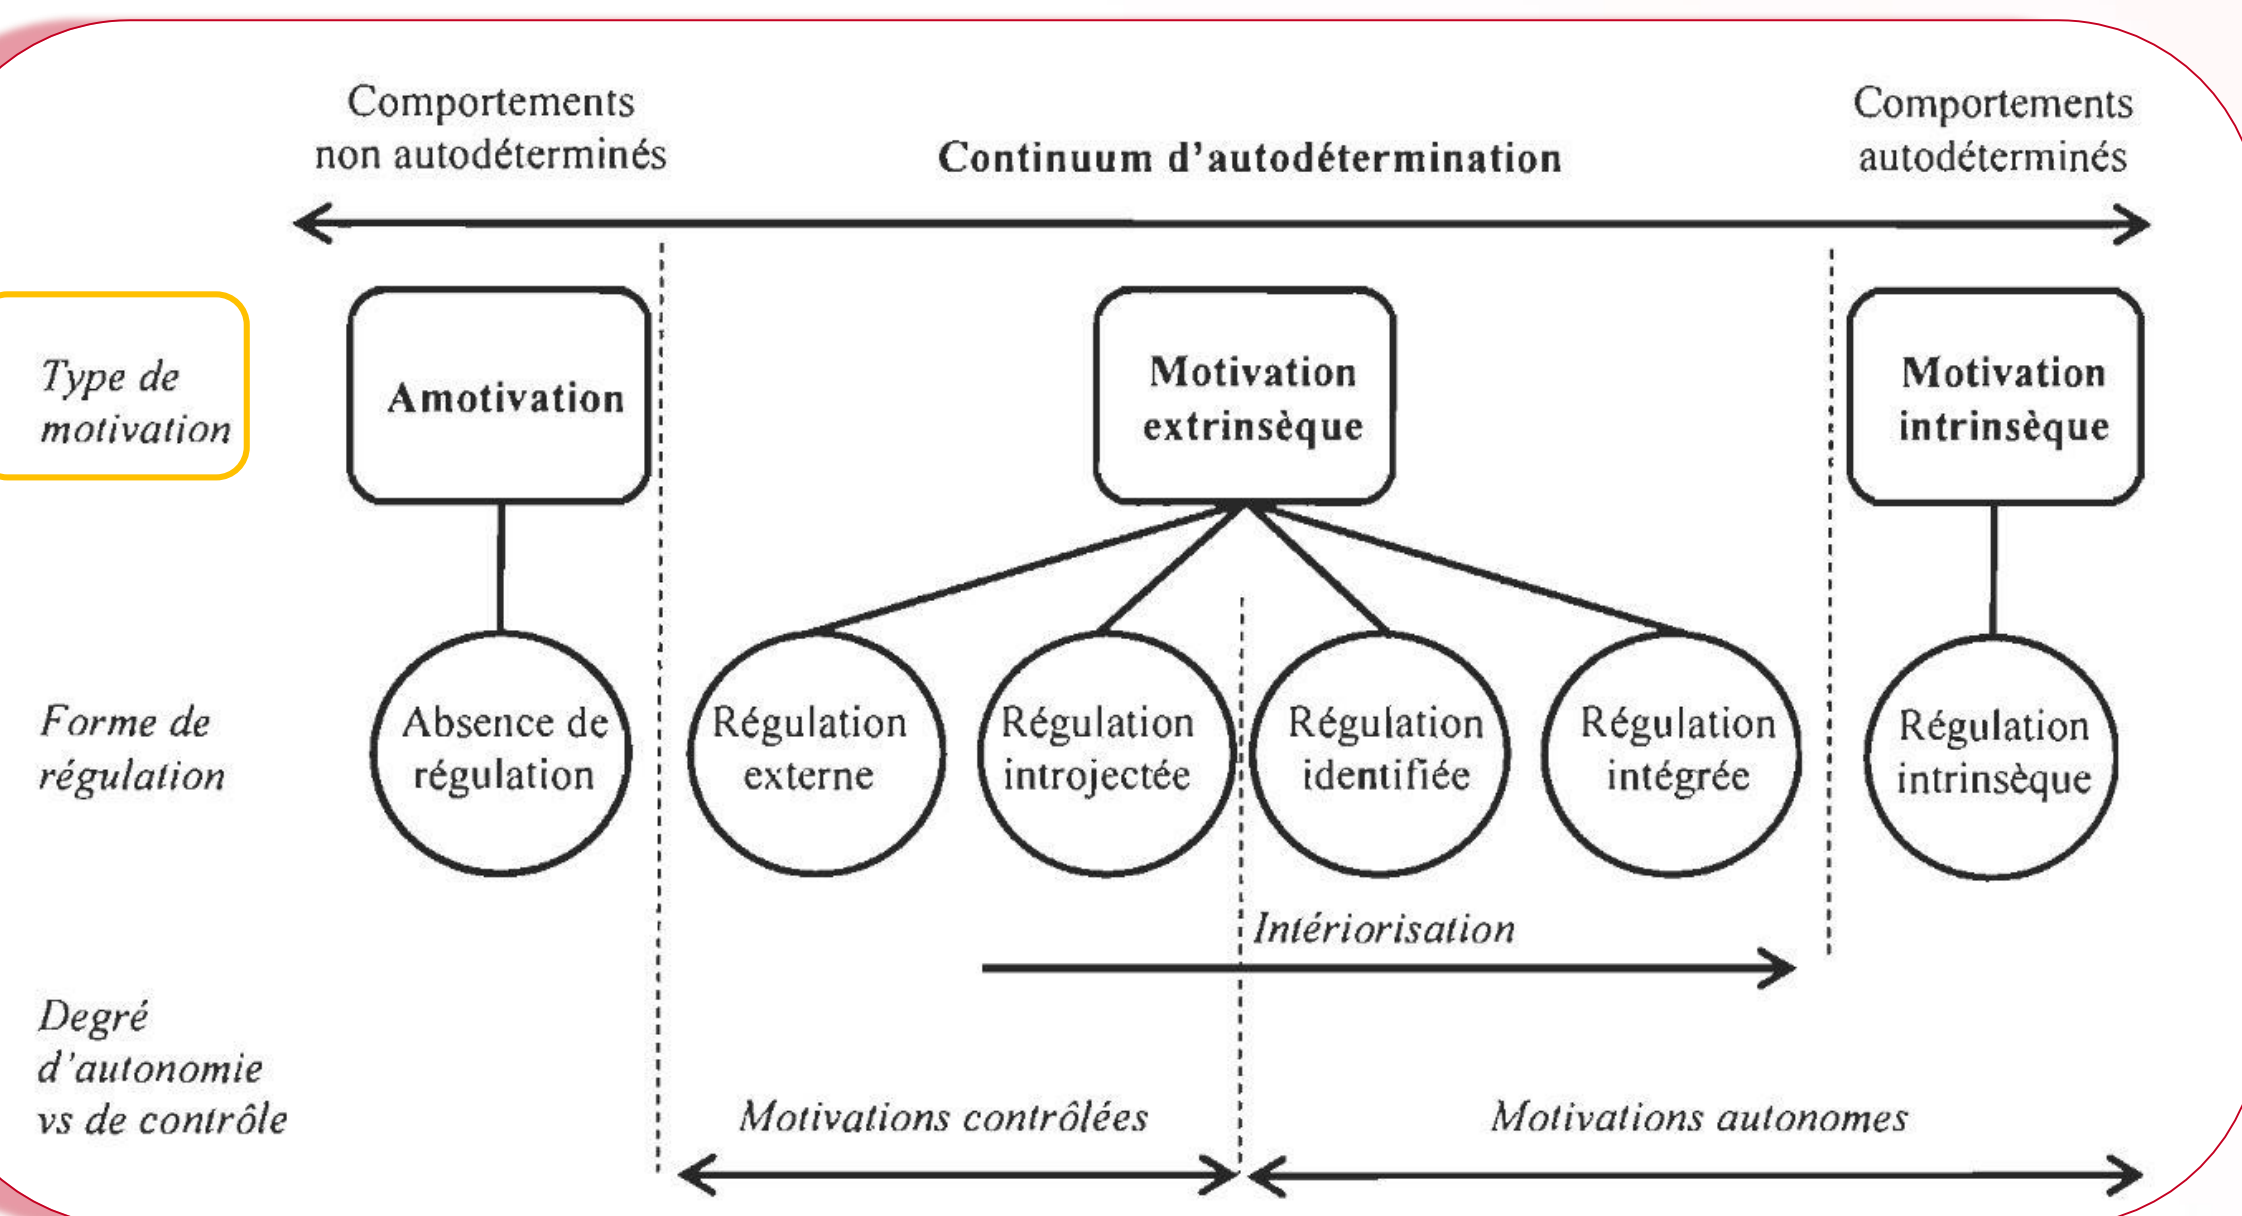 Comportements
non autodéterminés
Continuum d'autodétermination
Comportements
autodéterminés
Type de
motivation
Amotivation
Motivation
extrinsèque
Motivation
intrinsèque
Forme de
régulation
Absence de
régulation
Régulation
externe
Régulation
introjectée
Régulation
identifiée
Régulation
intégrée
Régulation
intrinsèque
Intériorisation
Degré
d'autonomie
vs de contrôle
Motivations contrôlées
Motivations autonomes